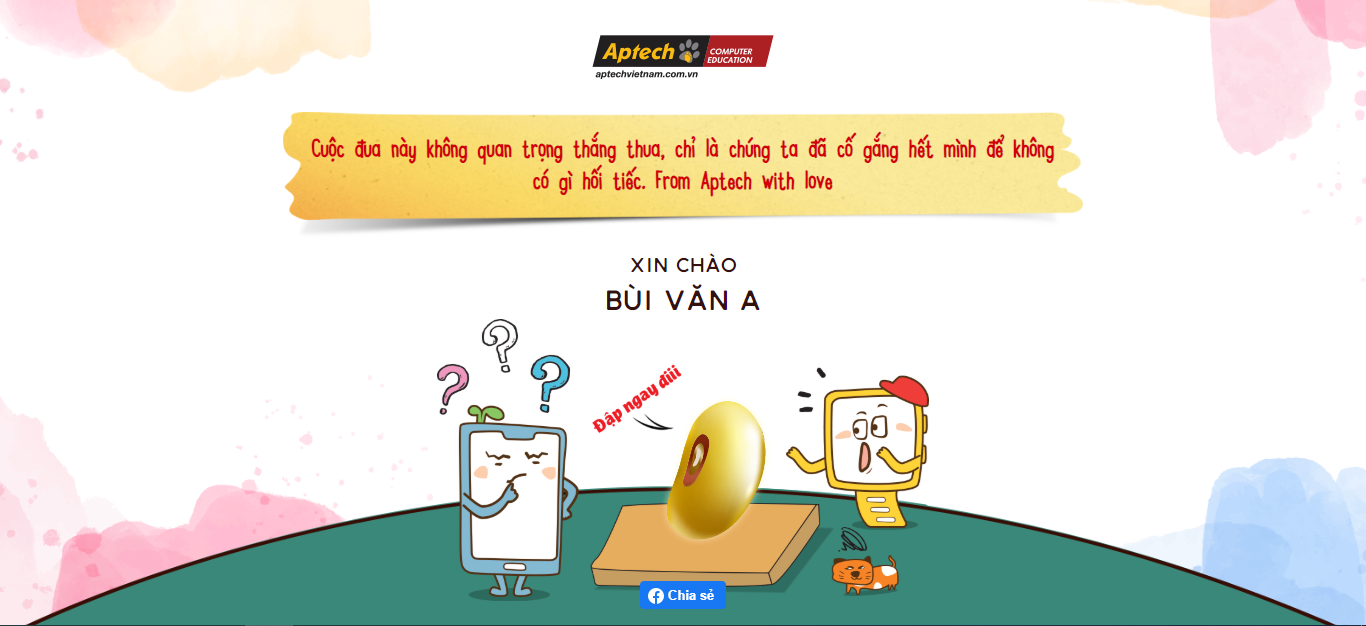 Aptech COMPUTER
EDUCATION
aptechvietnam.com.vn
Cuộc đua này không quan trọng thắng thua, chỉ là chúng ta đã cố gắng hết mình để không
có gì hối tiếc. From Aptech with love
XIN CHÀO
BÙI VĂN A
Đập ngay điiii
Chia sẻ